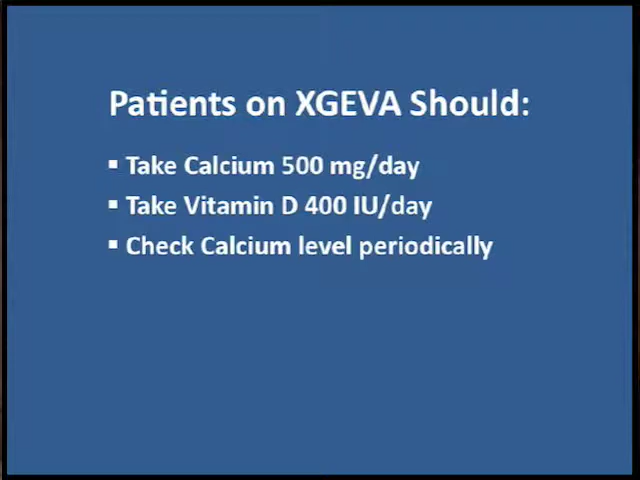 Patients on XGEVA Should:
▪ Take Calcium 500 mg/day
▪ Take Vitamin D 400 IU/day
▪ Check Calcium level periodically